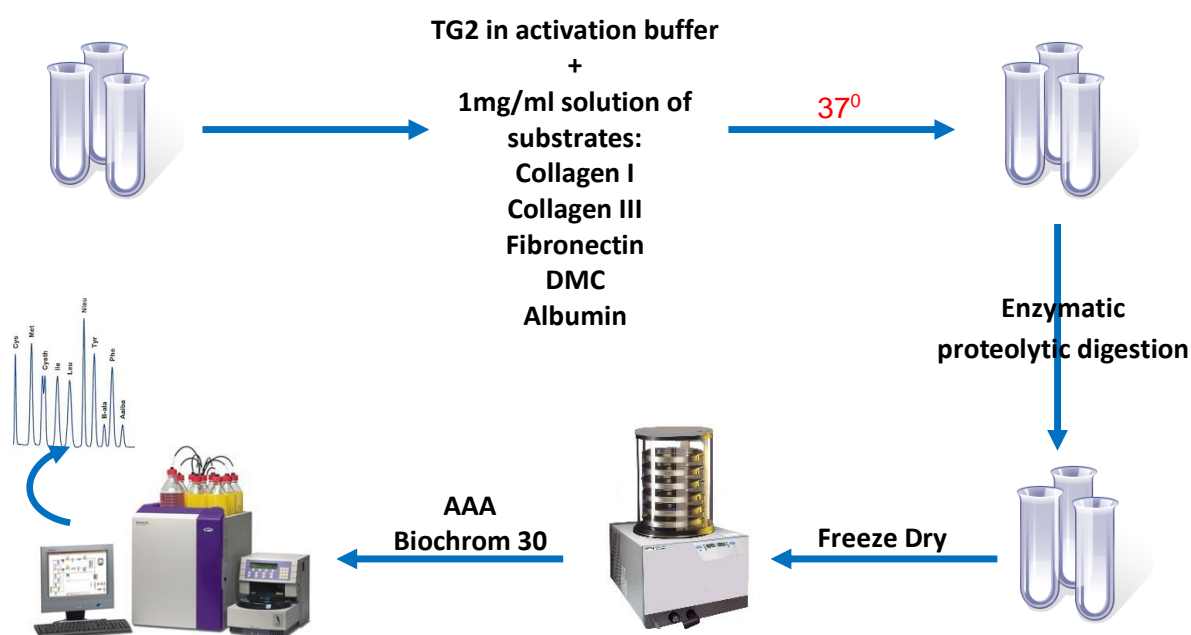 TG2 in activation buffer
+
1mg/ml solution of
substrates:
Collagen I
Collagen III
Fibronectin
DMC
Albumin
37⁰
Enzymatic
proteolytic digestion
Freeze Dry
AAA
Biochrom 30
Cys
Met
Cysth
Ile
Leu
Nleu
Tyr
B-ala
Phe
Aaiba